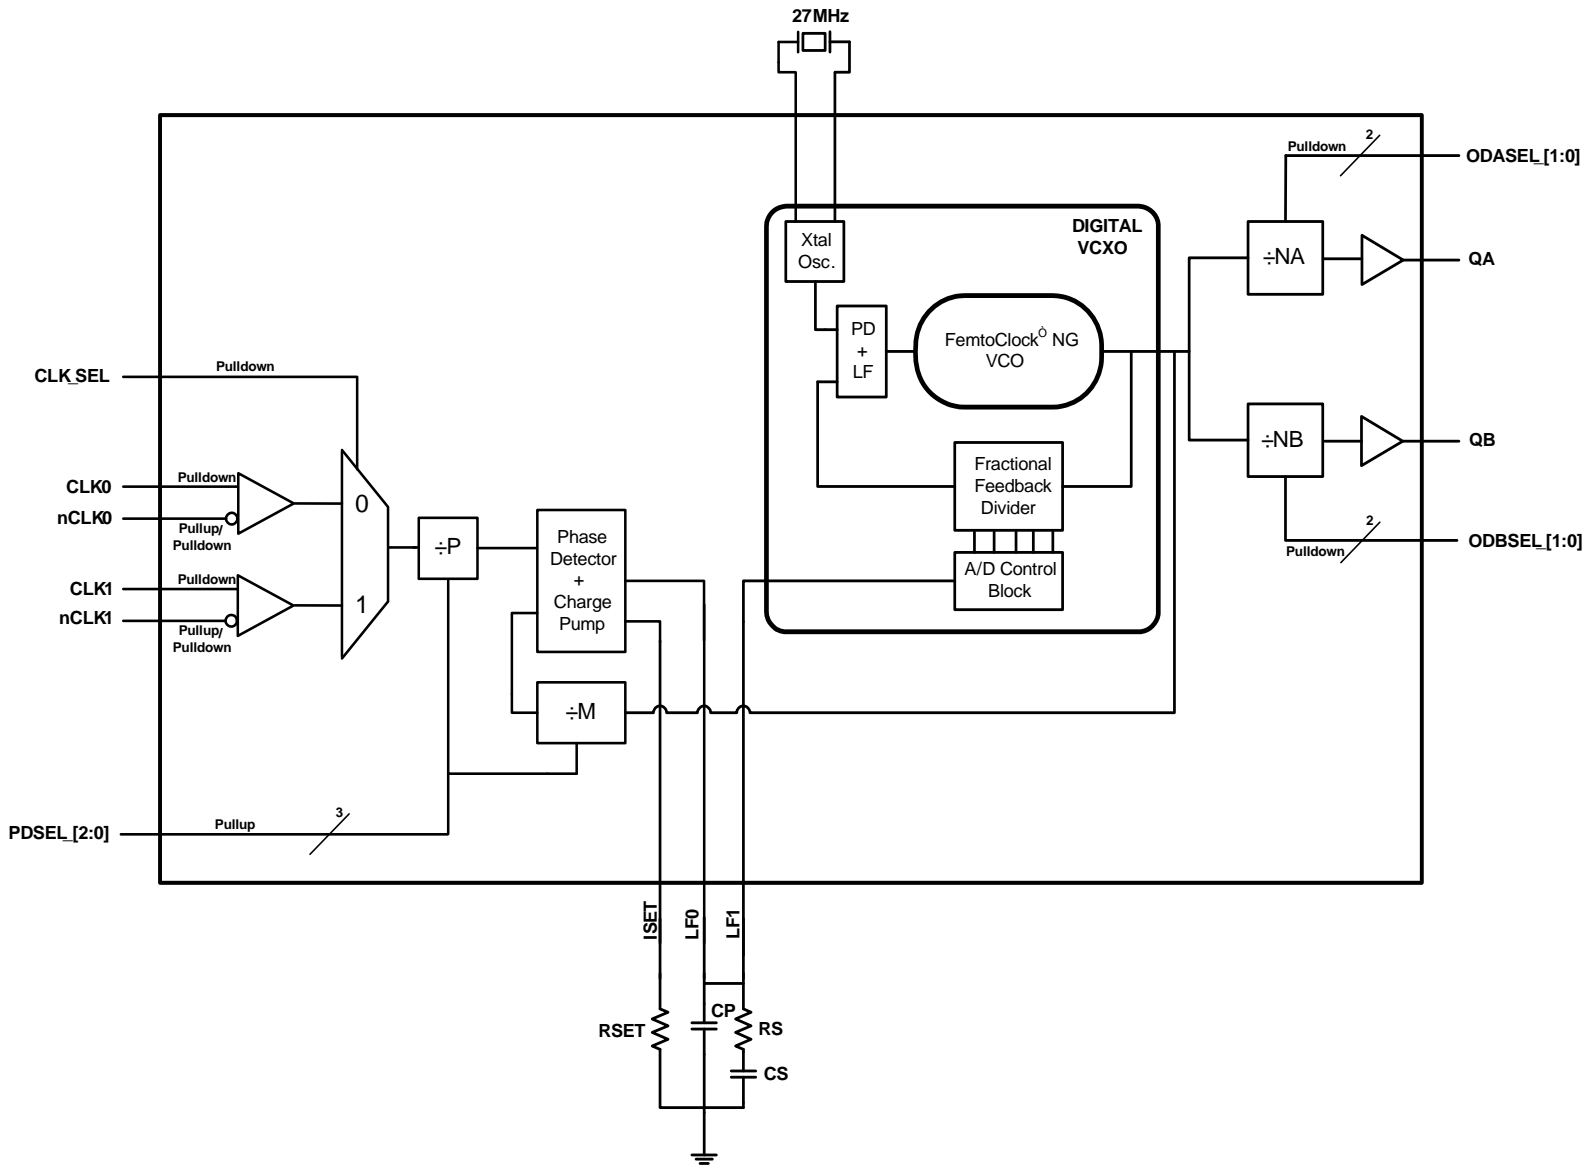 27MHz
2
Pulldown
ODASEL_[1:0]
DIGITAL
VCXO
Xtal
Osc.
÷NA
QA
PD
+
LF
FemtoClockÒ NG
VCO
CLK_SEL
Pulldown
÷NB
QB
Fractional
Feedback
Divider
CLK0
Pulldown
nCLK0
Pullup/
Pulldown
0
÷P
Phase
Detector
+
Charge
Pump
2
Pulldown
ODBSEL_[1:0]
A/D Control
Block
CLK1
Pulldown
nCLK1
Pullup/
Pulldown
1
÷M
3
Pullup
PDSEL_[2:0]
ISET
LF0
LF1
CP
RSET
RS
CS